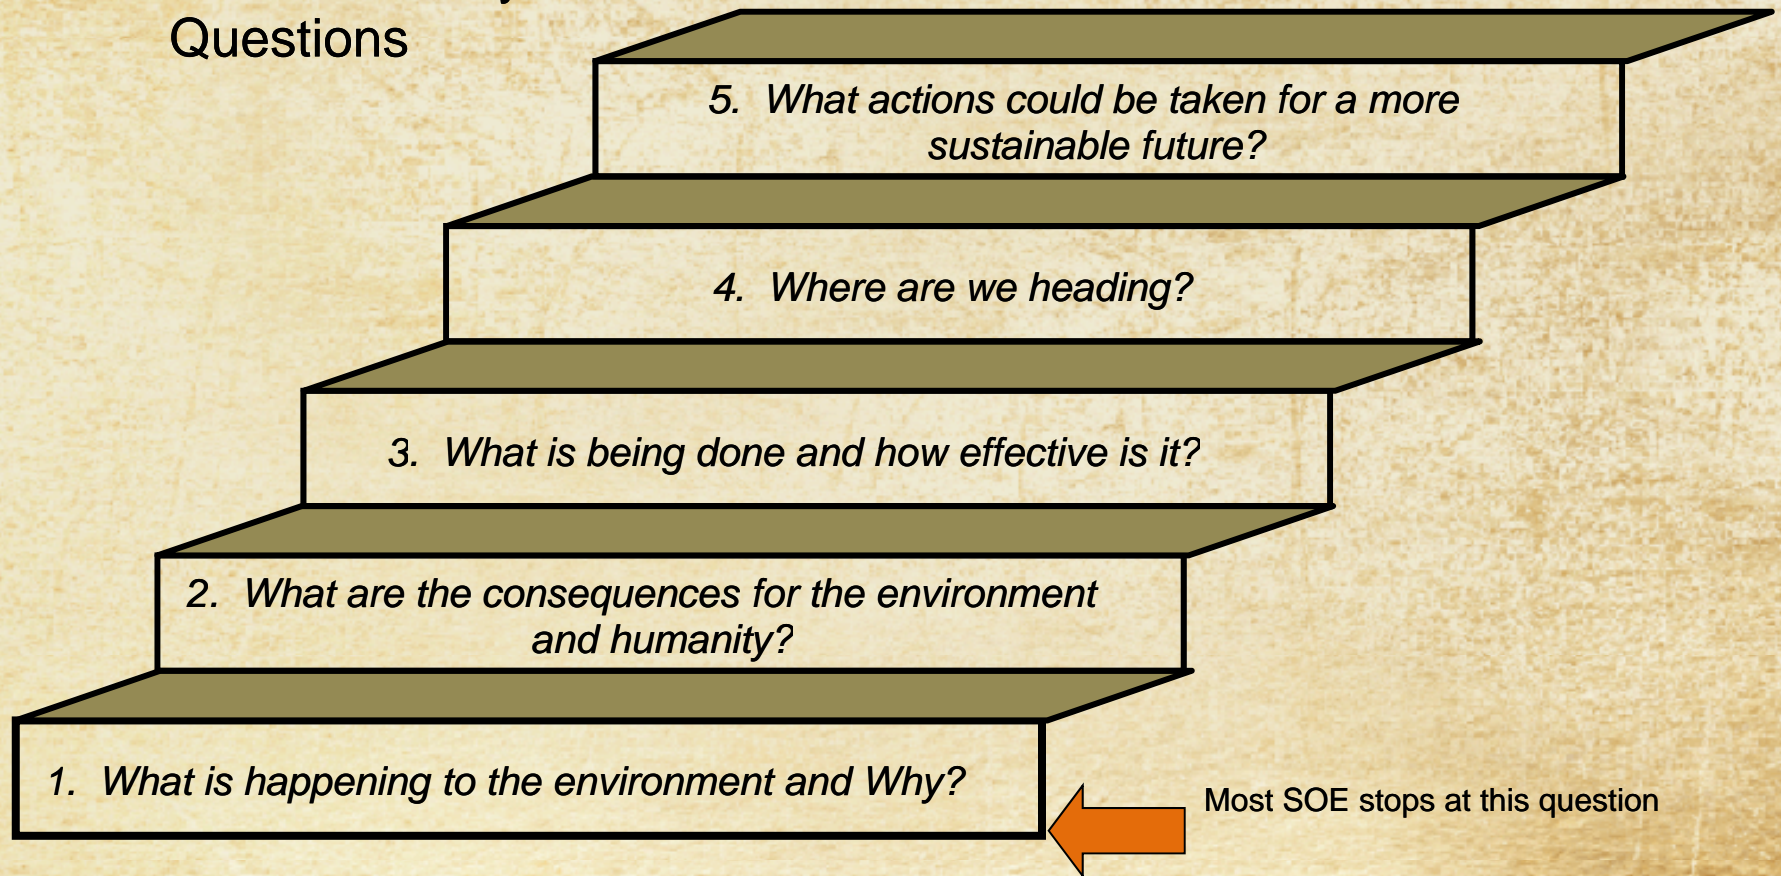 Questions
5. What actions could be taken for a more
sustainable future?
4. Where are we heading?
3. What is being done and how effective is it?
2. What are the consequences for the environment
and humanity?
1. What is happening to the environment and Why?
Most SOE stops at this question